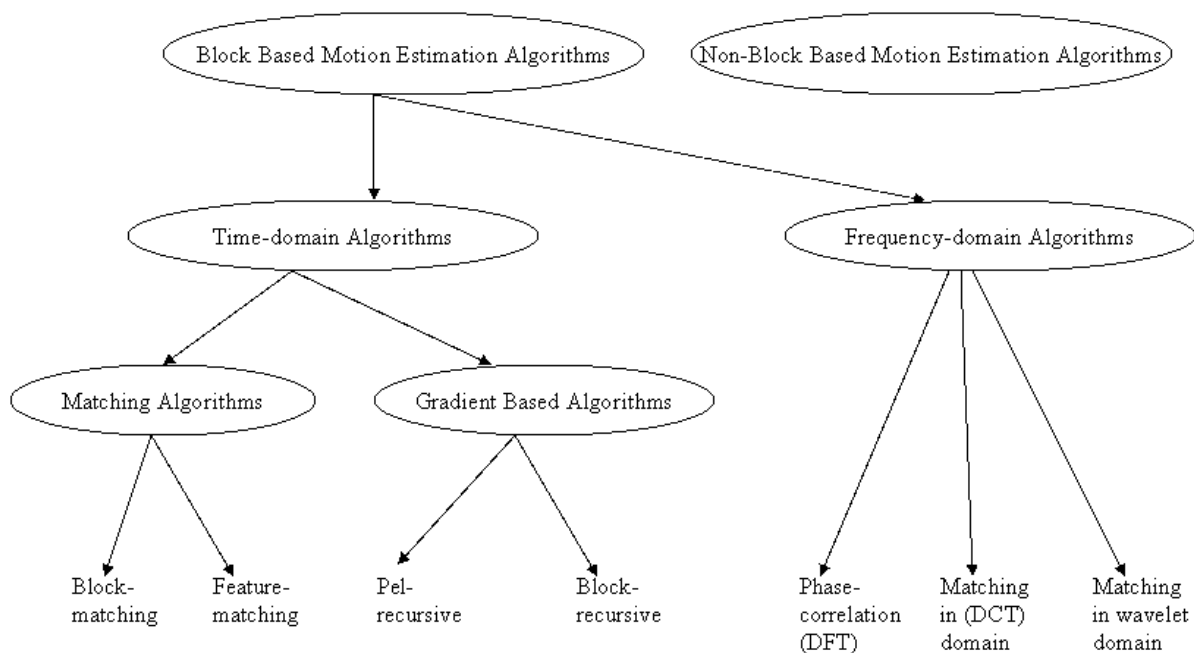 Block Based Motion Estimation Algorithms
Non-Block Based Motion Estimation Algorithms
Time-domain Algorithms
Frequency-domain Algorithms
Matching Algorithms
Gradient Based Algorithms
Block-
matching
Feature-
matching
Pel-
recursive
Block-
recursive
Phase-
correlation
(DFT)
Matching
in (DCT)
domain
Matching
in wavelet
domain